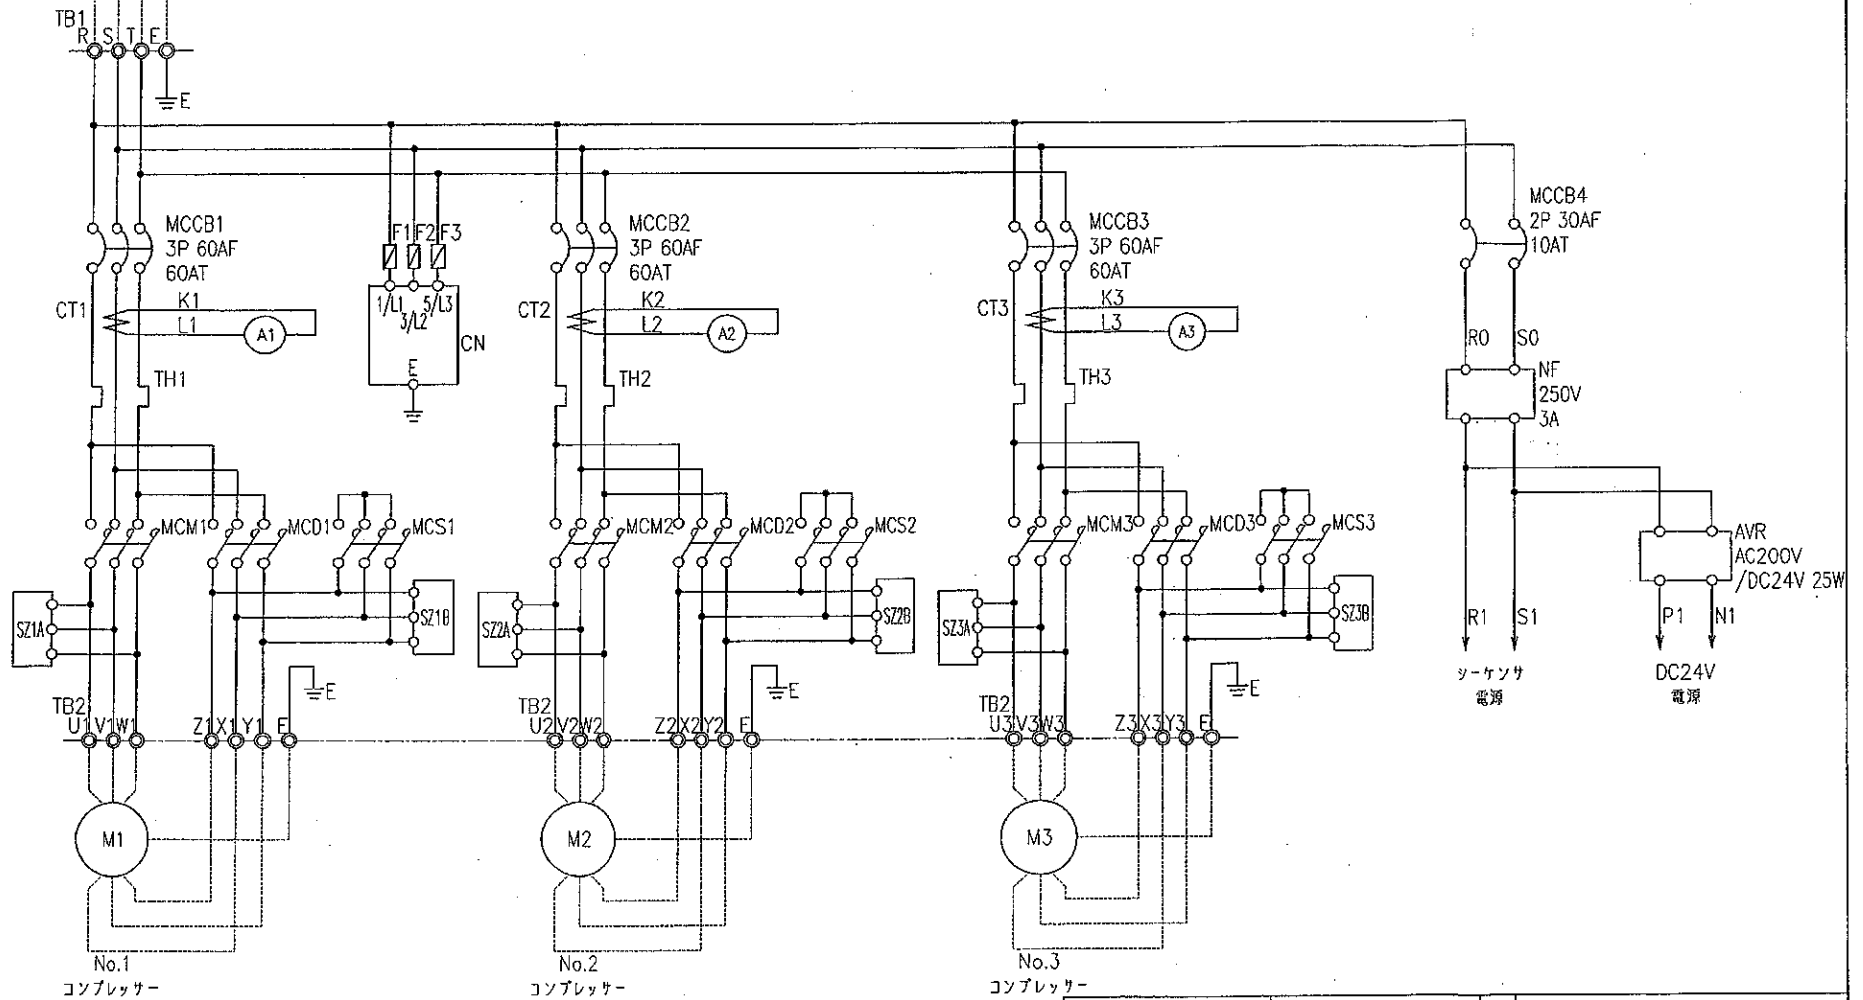 TB1
R S T E
E
MCCB1
3P 60AF
60AT
F1 F2 F3
MCCB2
3P 60AF
60AT
MCCB3
3P 60AF
60AT
MCCB4
2P 30AF
10AT
CT1
K1
L1
A1
1/L1
3/L2
5/L3
CN
E
CT2
K2
L2
A2
CT3
K3
L3
A3
R0 S0
NF
250V
3A
TH1
TH2
TH3
MCM1
MCD1
MCS1
MCM2
MCD2
MCS2
MCM3
MCD3
MCS3
AVR
AC200V
/DC24V 25W
SZ1A
SZ1B
SZ2A
SZ2B
SZ3A
SZ3B
R1 S1
P1 N1
シーケンサ
電源
DC24V
電源
E
E
E
TB2
U1 V1 W1
Z1 X1 Y1 E
TB2
U2 V2 W2
Z2 X2 Y2 E
TB2
U3 V3 W3
Z3 X3 Y3 E
M1
M2
M3
No.1
コンプレッサー
No.2
コンプレッサー
No.3
コンプレッサー